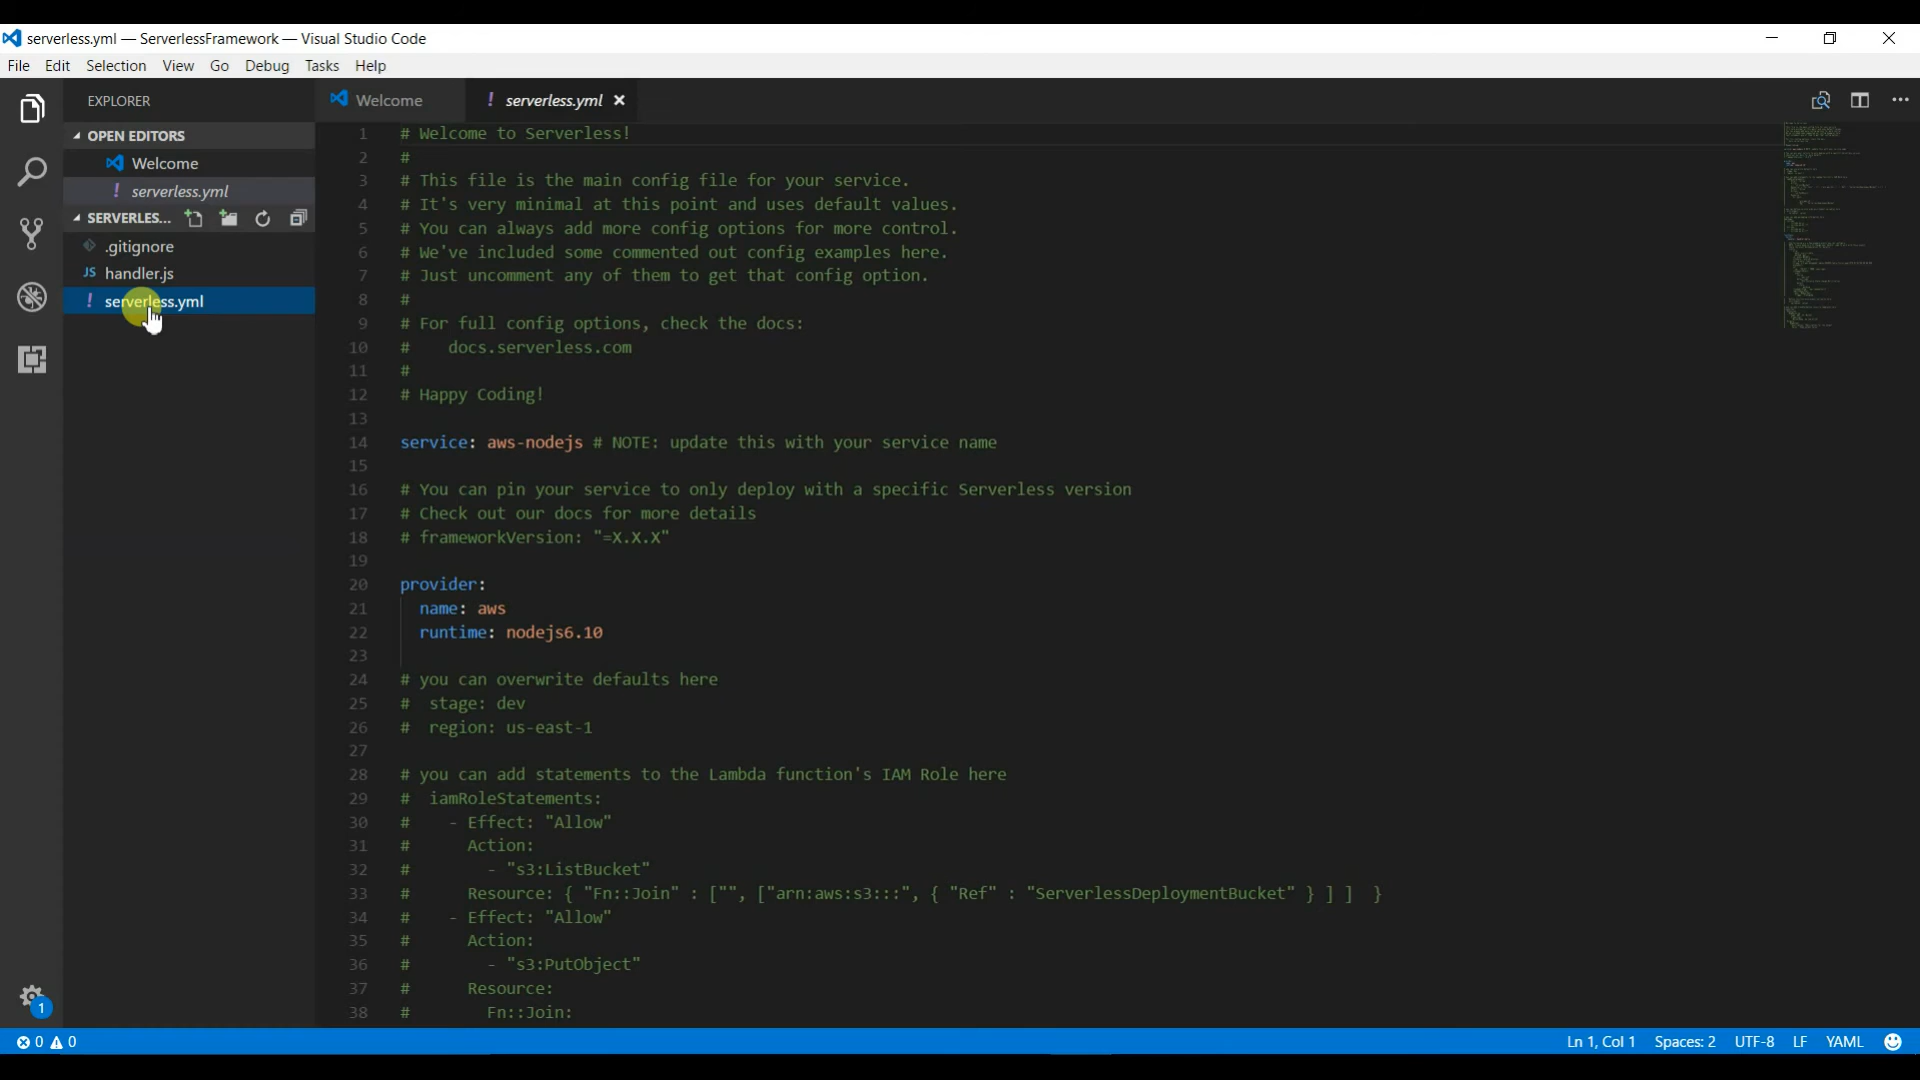 serverless.yml — ServerlessFramework — Visual Studio Code
File Edit Selection View Go Debug Tasks Help
EXPLORER
OPEN EDITORS
Welcome
! serverless.yml
SERVERLES...
.gitignore
JS handler.js
! serverless.yml
Welcome
! serverless.yml
1 # Welcome to Serverless!
2 #
3 # This file is the main config file for your service.
4 # It's very minimal at this point and uses default values.
5 # You can always add more config options for more control.
6 # We've included some commented out config examples here.
7 # Just uncomment any of them to get that config option.
8 #
9 # For full config options, check the docs:
10 #    docs.serverless.com
11 #
12 # Happy Coding!
13
14 service: aws-nodejs # NOTE: update this with your service name
15
16 # You can pin your service to only deploy with a specific Serverless version
17 # Check out our docs for more details
18 # frameworkVersion: "=X.X.X"
19
20 provider:
21   name: aws
22   runtime: nodejs6.10
23
24 # you can overwrite defaults here
25 #  stage: dev
26 #  region: us-east-1
27
28 # you can add statements to the Lambda function's IAM Role here
29 #  iamRoleStatements:
30 #    - Effect: "Allow"
31 #      Action:
32 #        - "s3:ListBucket"
33 #      Resource: { "Fn::Join" : ["", ["arn:aws:s3:::", { "Ref" : "ServerlessDeploymentBucket" } ] ]  }
34 #    - Effect: "Allow"
35 #      Action:
36 #        - "s3:PutObject"
37 #      Resource:
38 #        Fn::Join:
1
0 0
Ln 1, Col 1 Spaces: 2 UTF-8 LF YAML